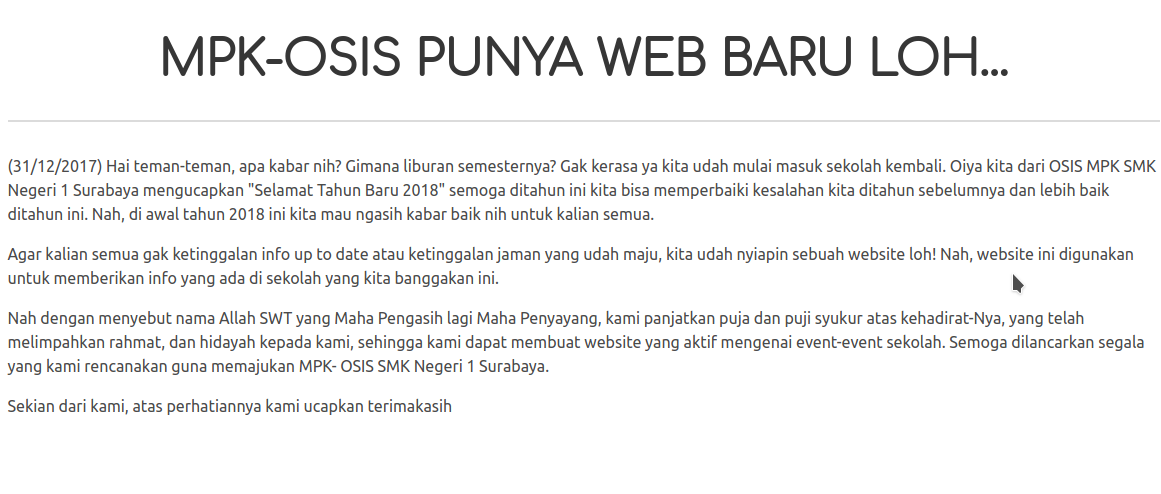 MPK-OSIS PUNYA WEB BARU LOH...
(31/12/2017) Hai teman-teman, apa kabar nih? Gimana liburan semesternya? Gak kerasa ya kita udah mulai masuk sekolah kembali. Oiya kita dari OSIS MPK SMK
Negeri 1 Surabaya mengucapkan "Selamat Tahun Baru 2018" semoga ditahun ini kita bisa memperbaiki kesalahan kita ditahun sebelumnya dan lebih baik
ditahun ini. Nah, di awal tahun 2018 ini kita mau ngasih kabar baik nih untuk kalian semua.
Agar kalian semua gak ketinggalan info up to date atau ketinggalan jaman yang udah maju, kita udah nyiapin sebuah website loh! Nah, website ini digunakan
untuk memberikan info yang ada di sekolah yang kita banggakan ini.
Nah dengan menyebut nama Allah SWT yang Maha Pengasih lagi Maha Penyayang, kami panjatkan puja dan puji syukur atas kehadirat-Nya, yang telah
melimpahkan rahmat, dan hidayah kepada kami, sehingga kami dapat membuat website yang aktif mengenai event-event sekolah. Semoga dilancarkan segala
yang kami rencanakan guna memajukan MPK- OSIS SMK Negeri 1 Surabaya.
Sekian dari kami, atas perhatiannya kami ucapkan terimakasih